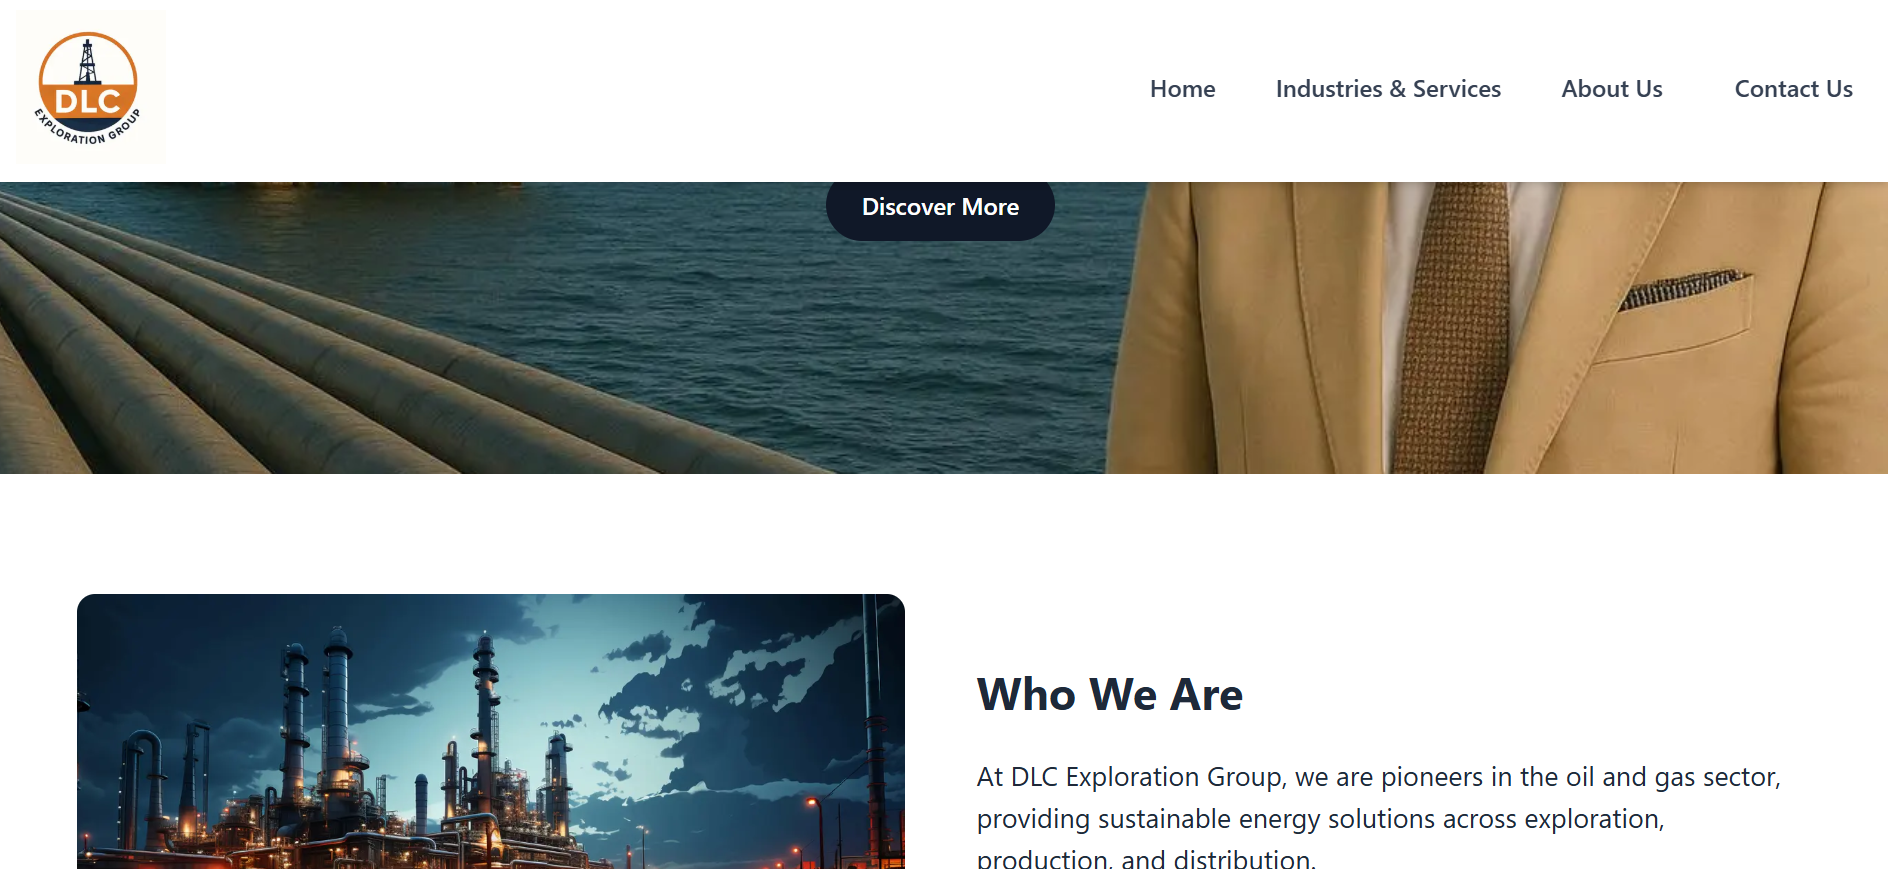 DLC
EXPLORATION GROUP
Home
Industries & Services
About Us
Contact Us
Discover More
Who We Are
At DLC Exploration Group, we are pioneers in the oil and gas sector,
providing sustainable energy solutions across exploration,
production, and distribution.